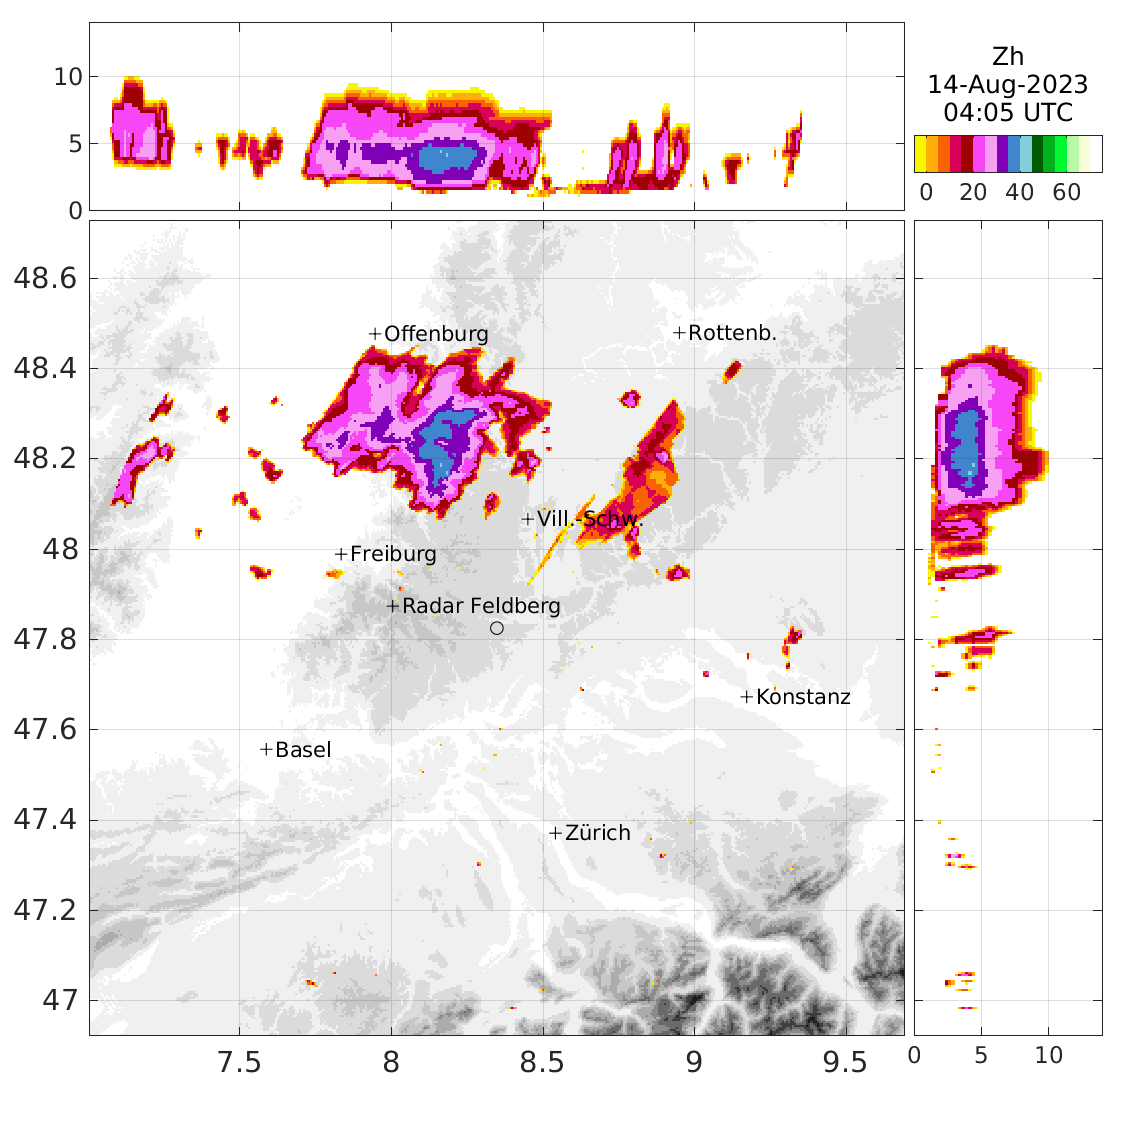 10
5
0
Zh
14-Aug-2023
04:05 UTC
0 20 40 60
48.6
48.4
48.2
48
47.8
47.6
47.4
47.2
47
+Offenburg
+Rottenb.
+Vill.-Schw.
+Freiburg
+Radar Feldberg
+Konstanz
+Basel
+Zürich
7.5 8 8.5 9 9.5
0 5 10